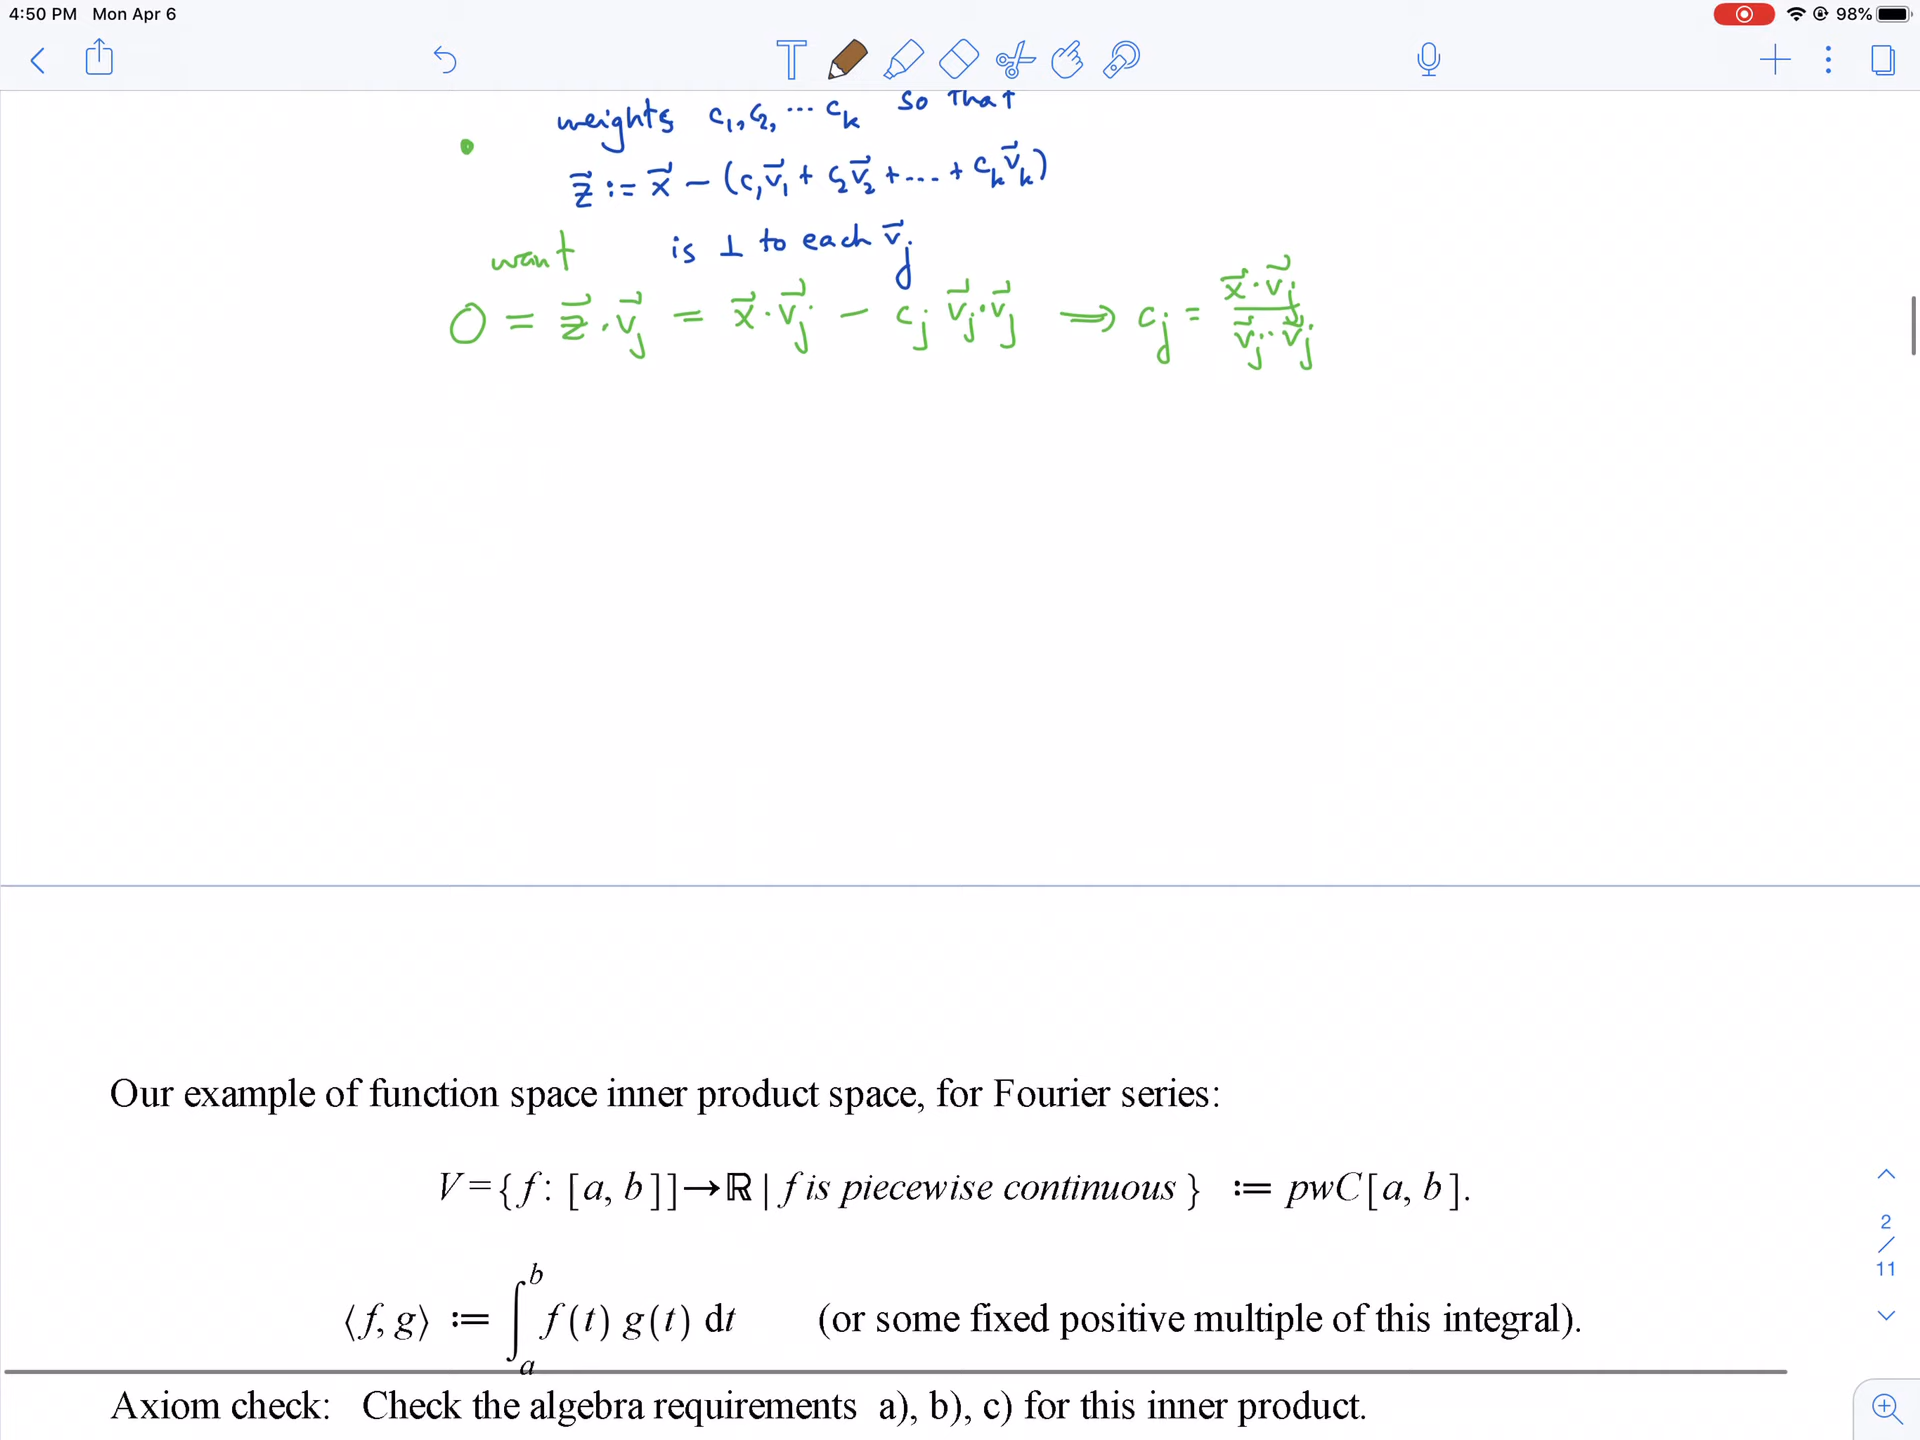 4:50 PM Mon Apr 6
98%
weights c₁, c₂, ... cₖ so that
z⃗ := x⃗ − (c₁v⃗₁ + c₂v⃗₂ + ... + cₖv⃗ₖ)
is ⊥ to each v⃗ⱼ
want
0 = z⃗ · v⃗ⱼ = x⃗ · v⃗ⱼ − cⱼ v⃗ⱼ · v⃗ⱼ ⟹ cⱼ = (x⃗ · v⃗ⱼ)/(v⃗ⱼ · v⃗ⱼ)
Our example of function space inner product space, for Fourier series:
V = { f : [a, b]] → ℝ | f is piecewise continuous } := pwC[a, b].
⟨f, g⟩ := ∫ₐᵇ f(t) g(t) dt (or some fixed positive multiple of this integral).
Axiom check: Check the algebra requirements a), b), c) for this inner product.
2
/
11